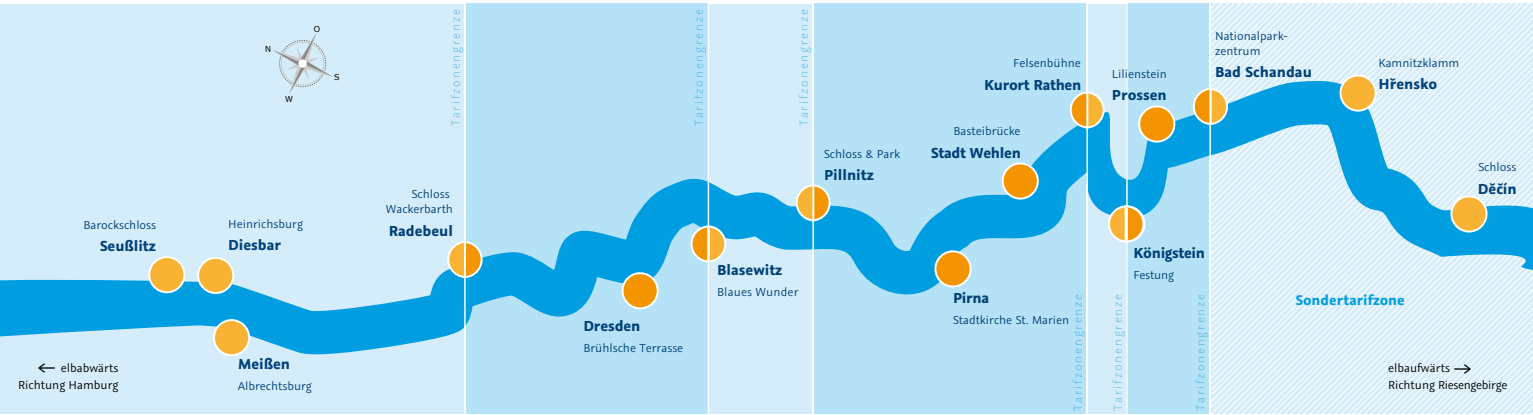 O
N
S
W
Barockschloss
Seußlitz
Heinrichsburg
Diesbar
Meißen
Albrechtsburg
elbabwärts
Richtung Hamburg
Schloss
Wackerbarth
Radebeul
Tarifzonengrenze
Dresden
Brühlsche Terrasse
Tarifzonengrenze
Blasewitz
Blaues Wunder
Tarifzonengrenze
Schloss & Park
Pillnitz
Pirna
Stadtkirche St. Marien
Basteibrücke
Stadt Wehlen
Felsenbühne
Kurort Rathen
Tarifzonengrenze
Lilienstein
Prossen
Tarifzonengrenze
Königstein
Festung
Tarifzonengrenze
Nationalpark-
zentrum
Bad Schandau
Kamnitzklamm
Hřensko
Schloss
Děčín
Sondertarifzone
elbaufwärts
Richtung Riesengebirge